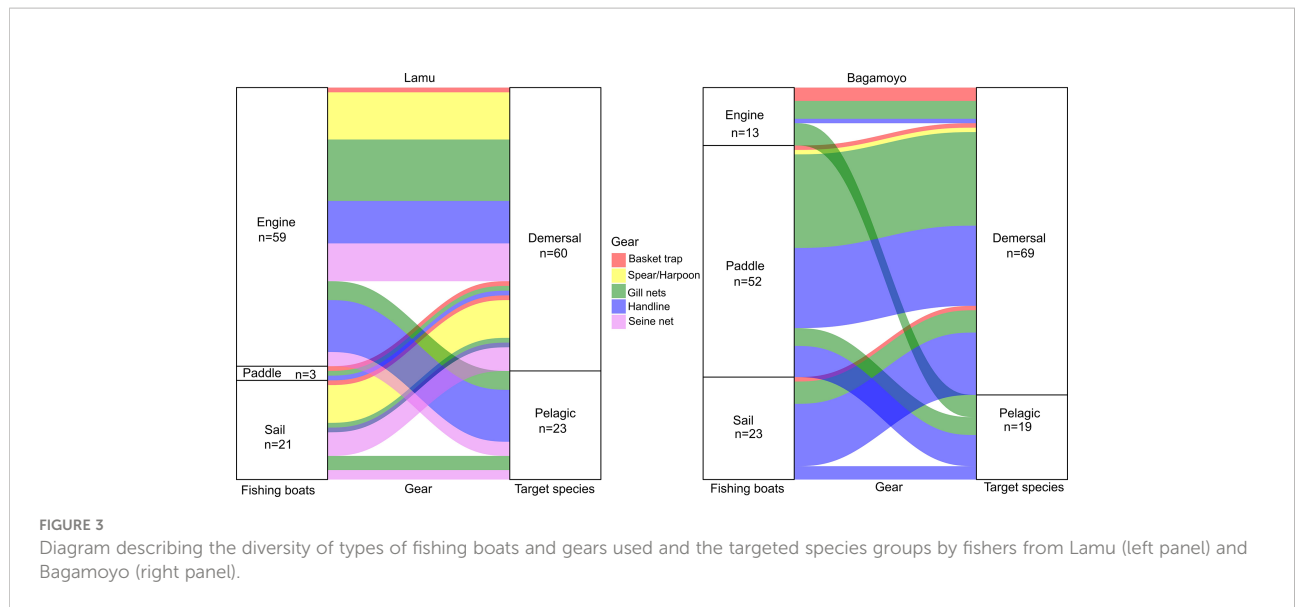 Lamu
Engine
n=59
Paddle n=3
Sail
n=21
Demersal
n=60
Pelagic
n=23
Fishing boats
Gear
Target species
Gear
Basket trap
Spear/Harpoon
Gill nets
Handline
Seine net
Bagamoyo
Engine
n=13
Paddle
n=52
Sail
n=23
Demersal
n=69
Pelagic
n=19
Fishing boats
Gear
Target species
FIGURE 3
Diagram describing the diversity of types of fishing boats and gears used and the targeted species groups by fishers from Lamu (left panel) and
Bagamoyo (right panel).